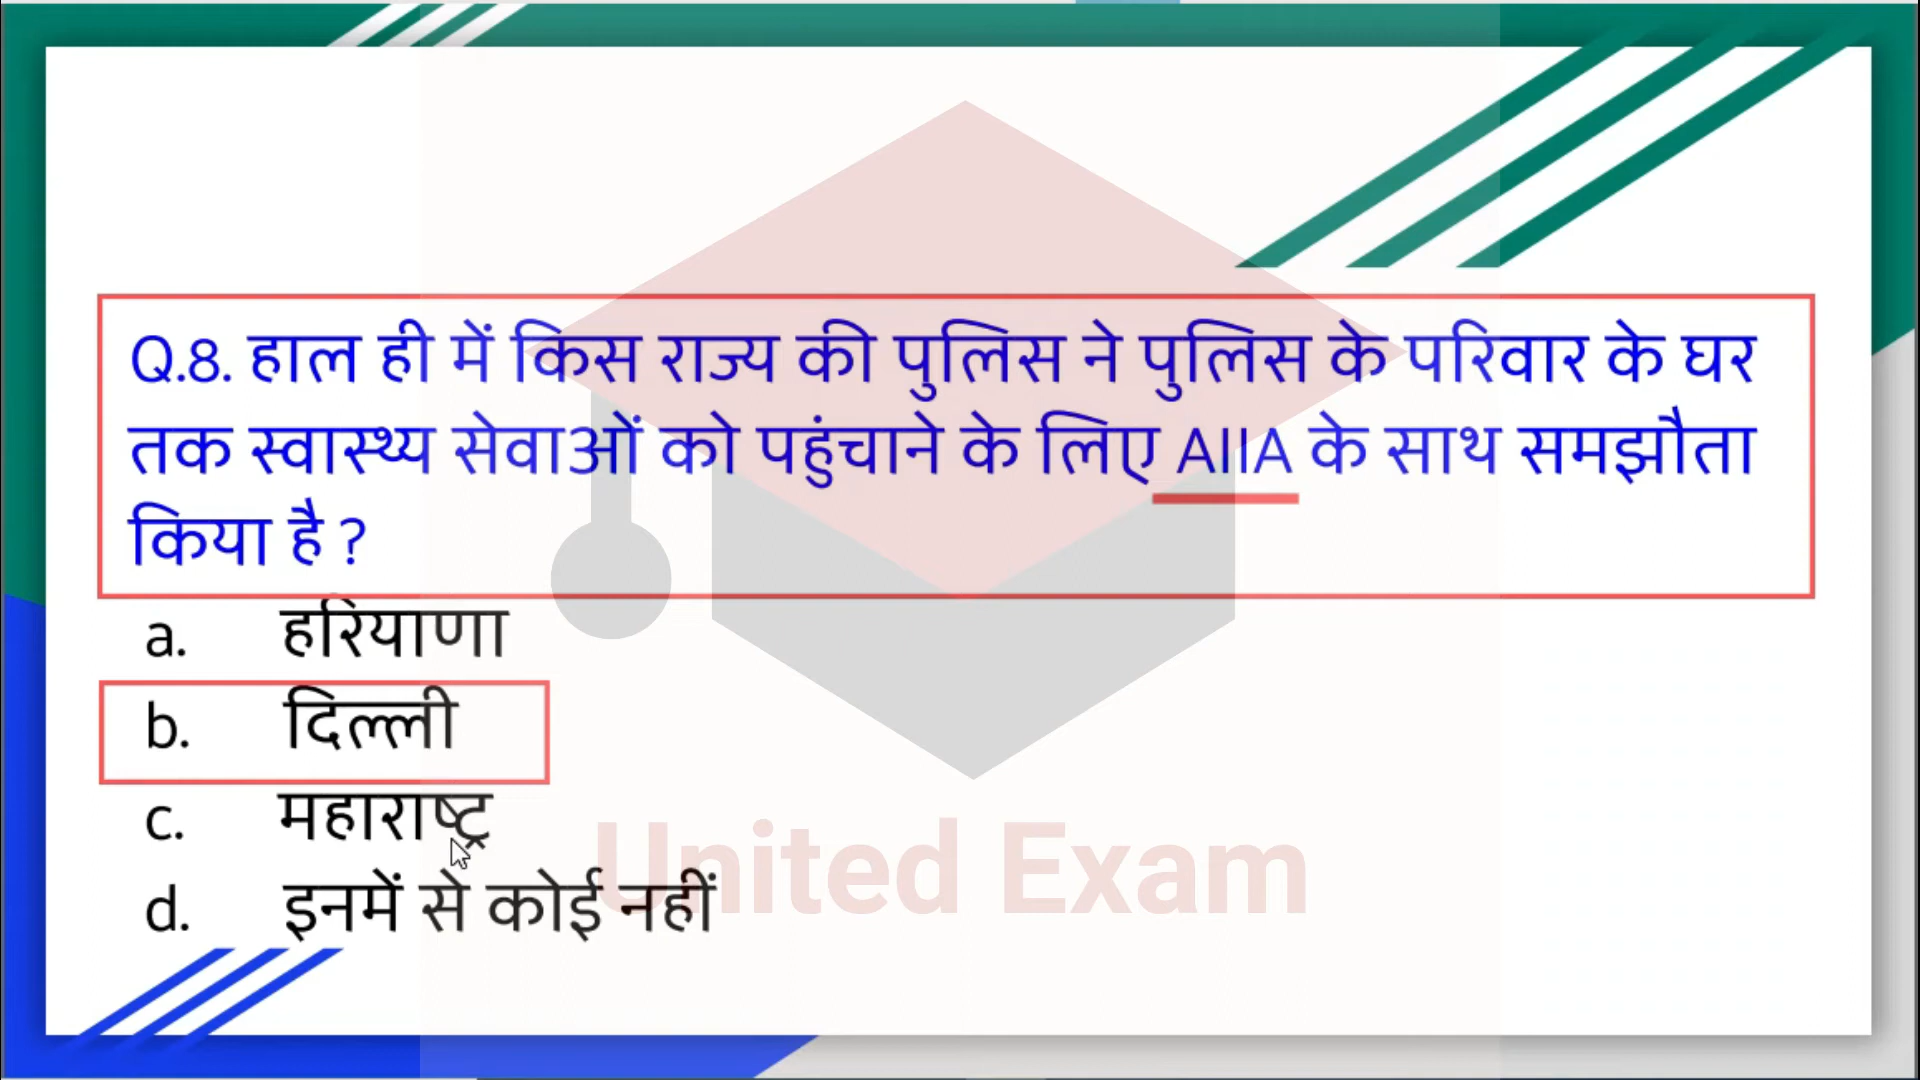 Q.8. हाल ही में किस राज्य की पुलिस ने पुलिस के परिवार के घर
तक स्वास्थ्य सेवाओं को पहुंचाने के लिए AIIA के साथ समझौता
किया है ?
a. हरियाणा
b. दिल्ली
c. महाराष्ट्र
d. इनमें से कोई नहीं
United Exam